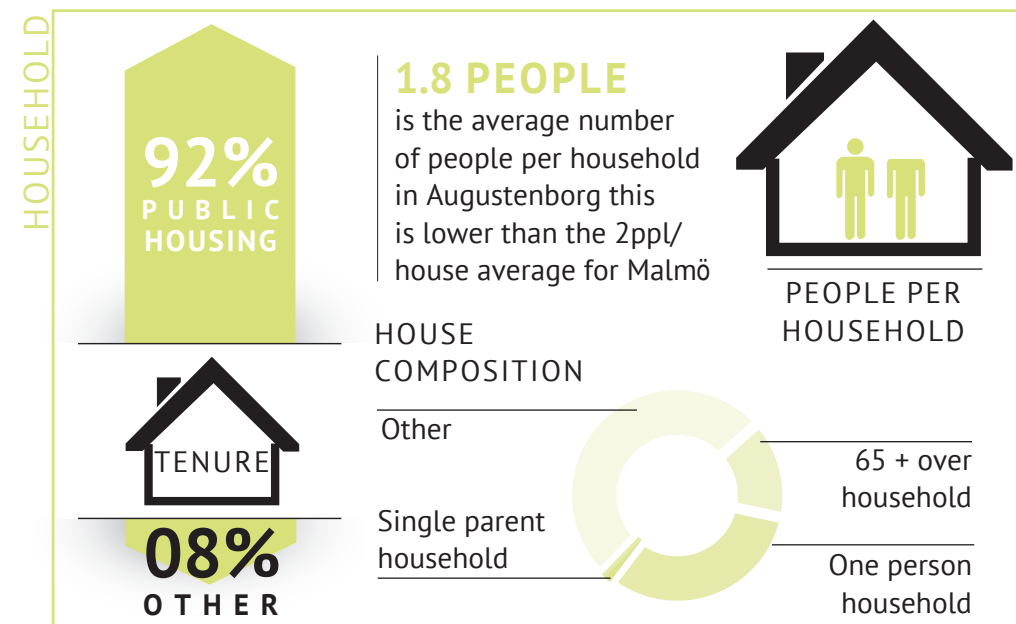 HOUSEHOLD
92%
PUBLIC
HOUSING
TENURE
08%
OTHER
1.8 PEOPLE
is the average number
of people per household
in Augustenborg this
is lower than the 2ppl/
house average for Malmö
PEOPLE PER
HOUSEHOLD
HOUSE
COMPOSITION
Other
Single parent
household
65 + over
household
One person
household